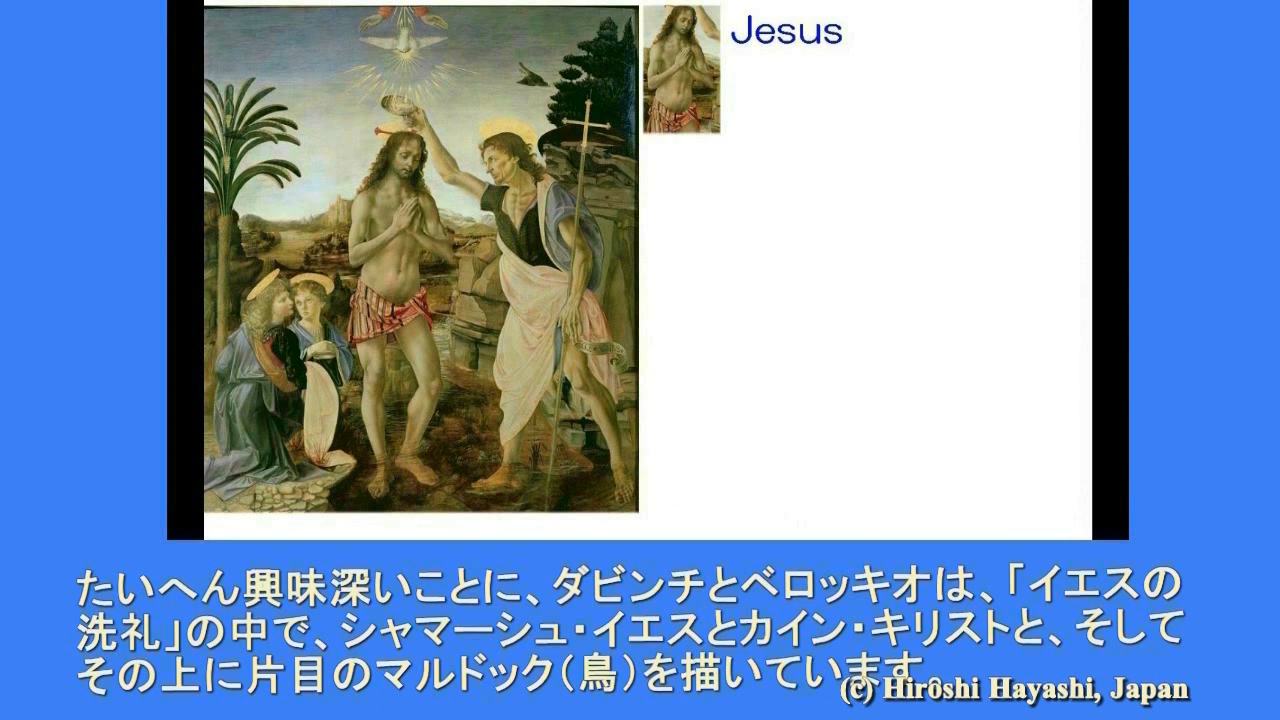 Jesus
たいへん興味深いことに、ダビンチとベロッキオは、「イエスの
洗礼」の中で、シャマーシュ・イエスとカイン・キリストと、そして
その上に片目のマルドック（鳥）を描いています
(c) Hirôshi Hayashi, Japan